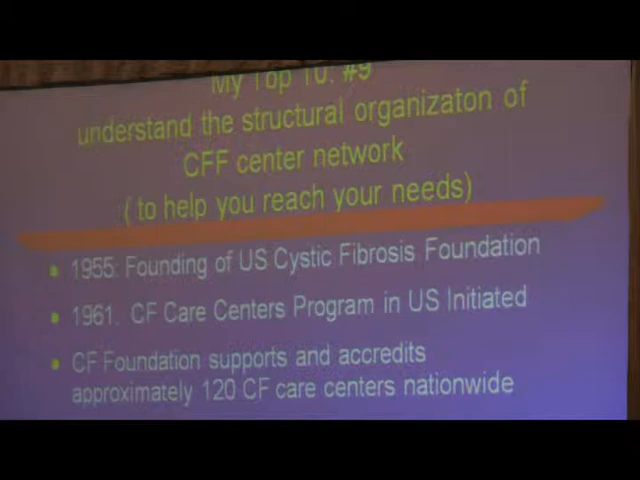 My Top 10: #9
understand the structural organizaton of
CFF center network
( to help you reach your needs)
1955: Founding of US Cystic Fibrosis Foundation
1961. CF Care Centers Program in US Initiated
CF Foundation supports and accredits
approximately 120 CF care centers nationwide